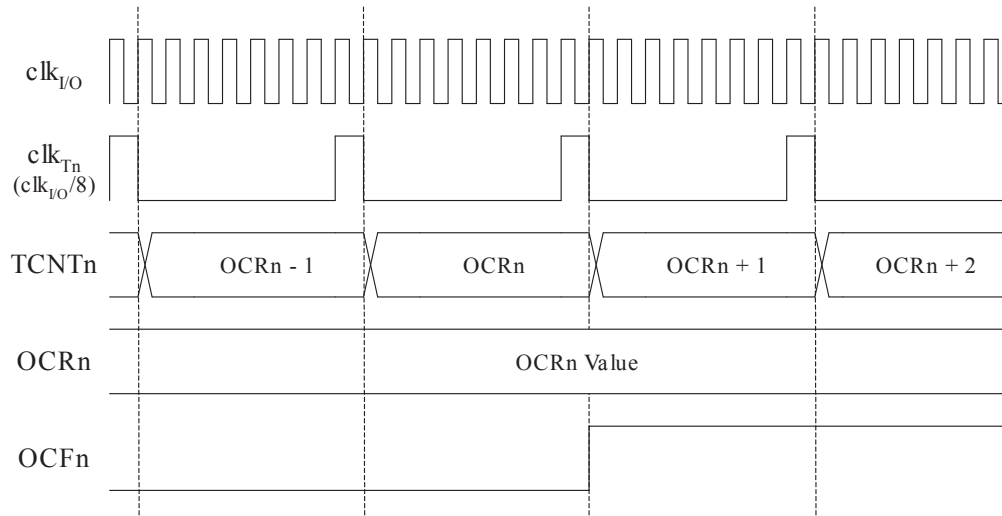 clkI/O
clkTn
(clkI/O/8)
TCNTn
OCRn - 1
OCRn
OCRn + 1
OCRn + 2
OCRn
OCRn Value
OCFn